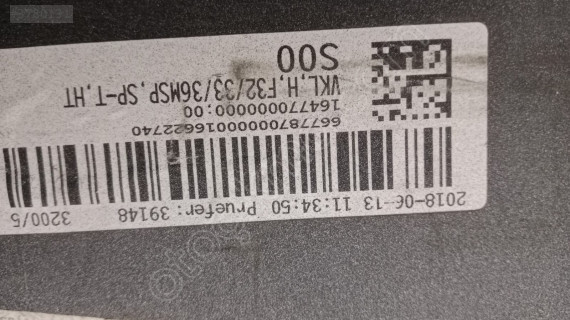 2018-06-13 11:34:50 Pruefer: 39148 3200/5
66778700000016622740
16477000000:00
VKL,H,F32/33/36MSP,SP-T,HT
S00